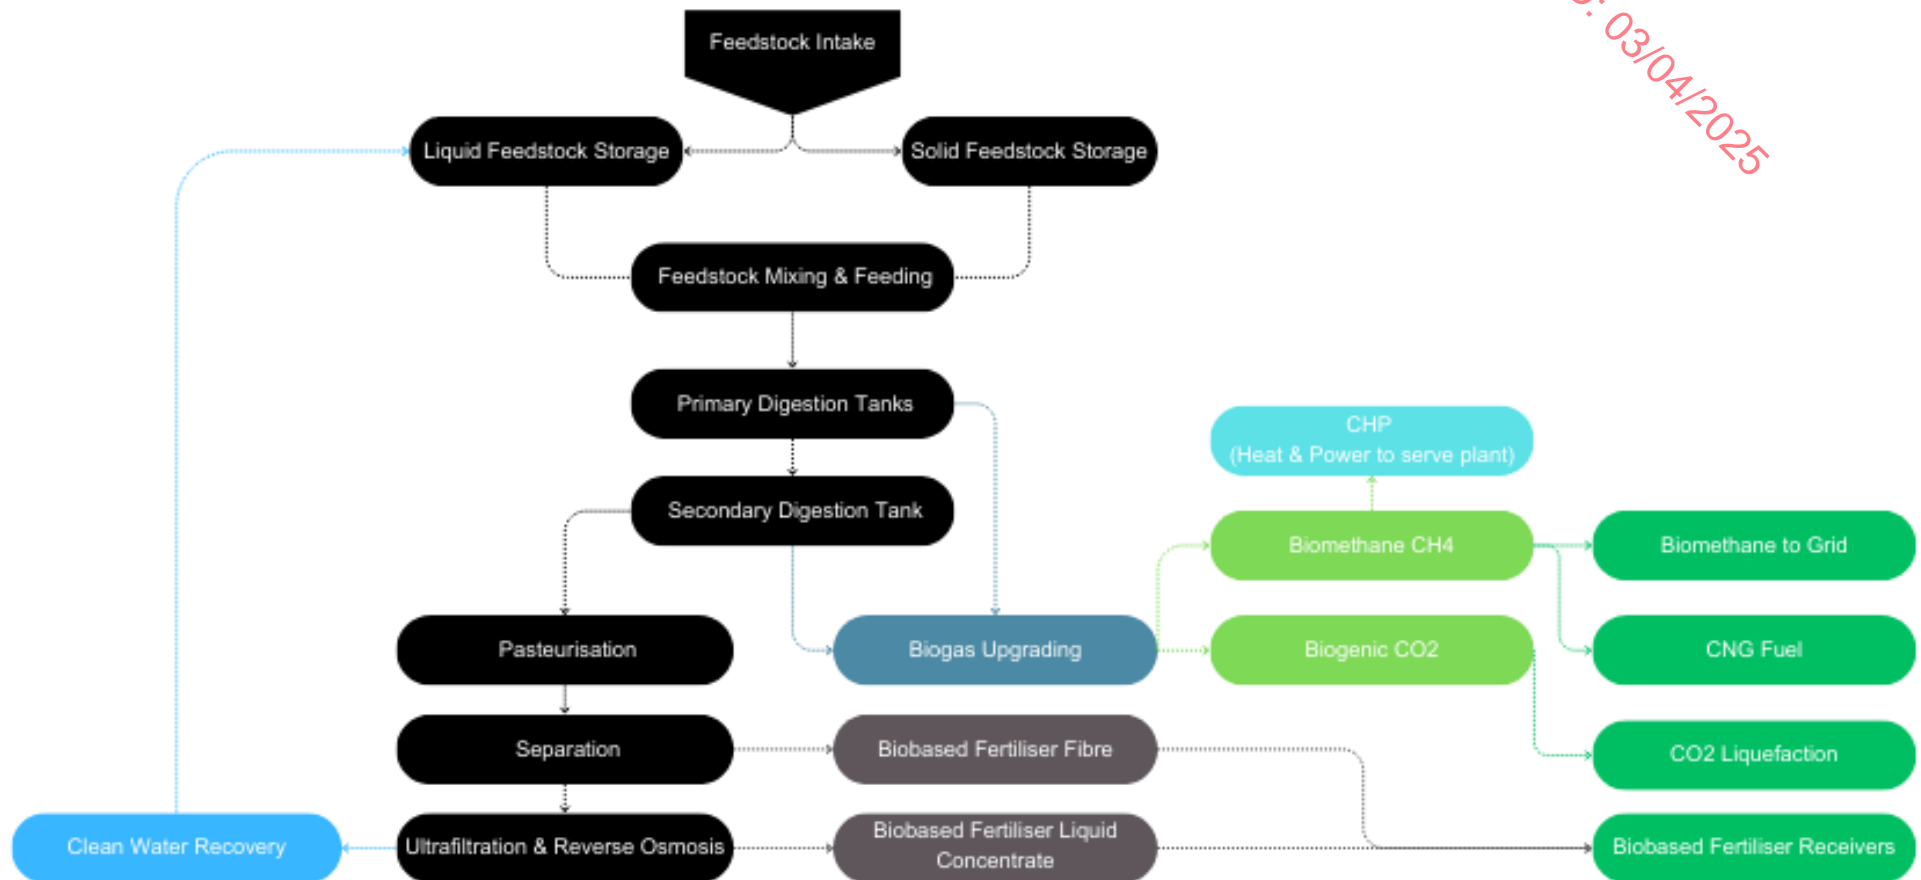 Feedstock Intake
: 03/04/2025
Liquid Feedstock Storage
Solid Feedstock Storage
Feedstock Mixing & Feeding
Primary Digestion Tanks
CHP
(Heat & Power to serve plant)
Secondary Digestion Tank
Biomethane CH4
Biomethane to Grid
Pasteurisation
Biogas Upgrading
Biogenic CO2
CNG Fuel
Separation
Biobased Fertiliser Fibre
CO2 Liquefaction
Clean Water Recovery
Ultrafiltration & Reverse Osmosis
Biobased Fertiliser Liquid
Concentrate
Biobased Fertiliser Receivers